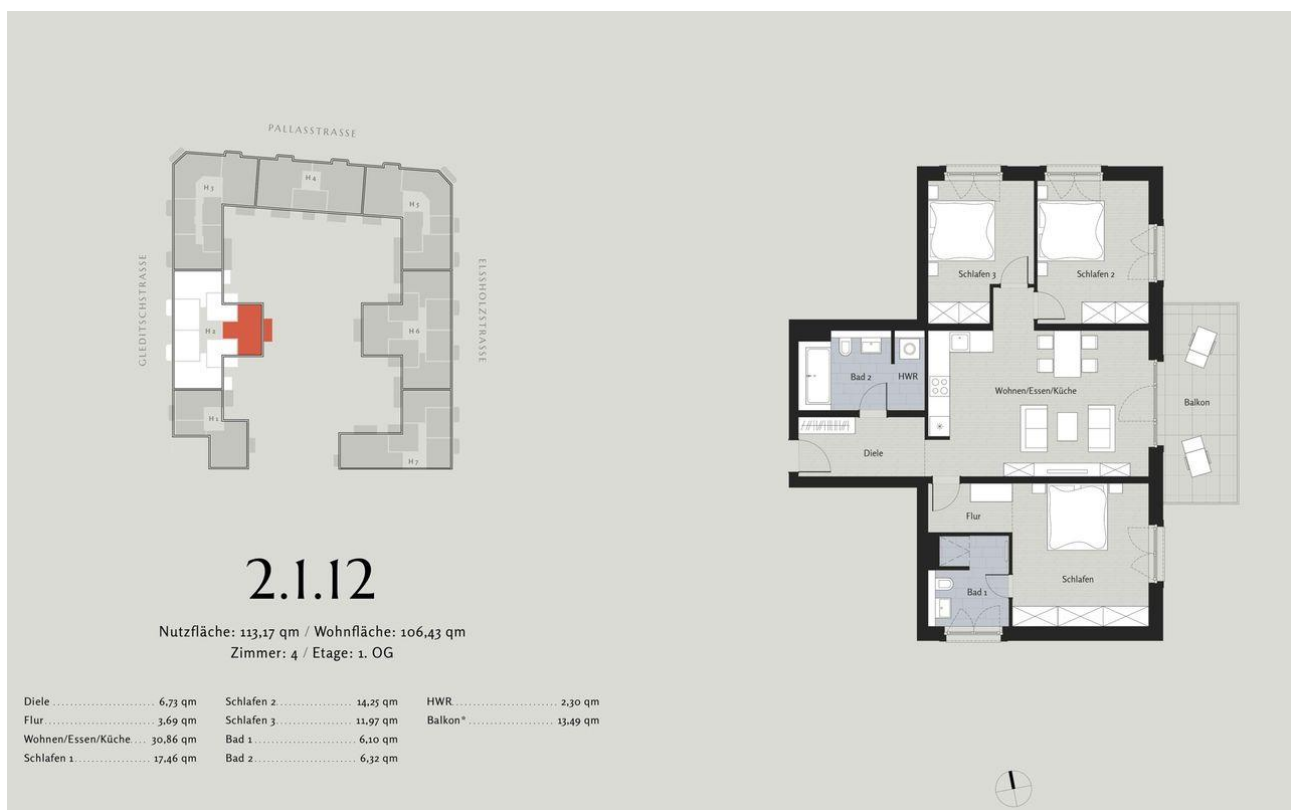 PALLASSTRASSE
GLEDITSCHSTRASSE
ELSSHOLZSTRASSE
H 3
H 4
H 5
H 2
H 6
H 1
H 7
2.1.12
Nutzfläche: 113,17 qm / Wohnfläche: 106,43 qm
Zimmer: 4 / Etage: 1. OG
Diele 6,73 qm
Flur 3,69 qm
Wohnen/Essen/Küche 30,86 qm
Schlafen 1 17,46 qm
Schlafen 2 14,25 qm
Schlafen 3 11,97 qm
Bad 1 6,10 qm
Bad 2 6,32 qm
HWR 2,30 qm
Balkon* 13,49 qm
Schlafen 3
Schlafen 2
Bad 2
HWR
Wohnen/Essen/Küche
Balkon
Diele
Flur
Schlafen
Bad 1